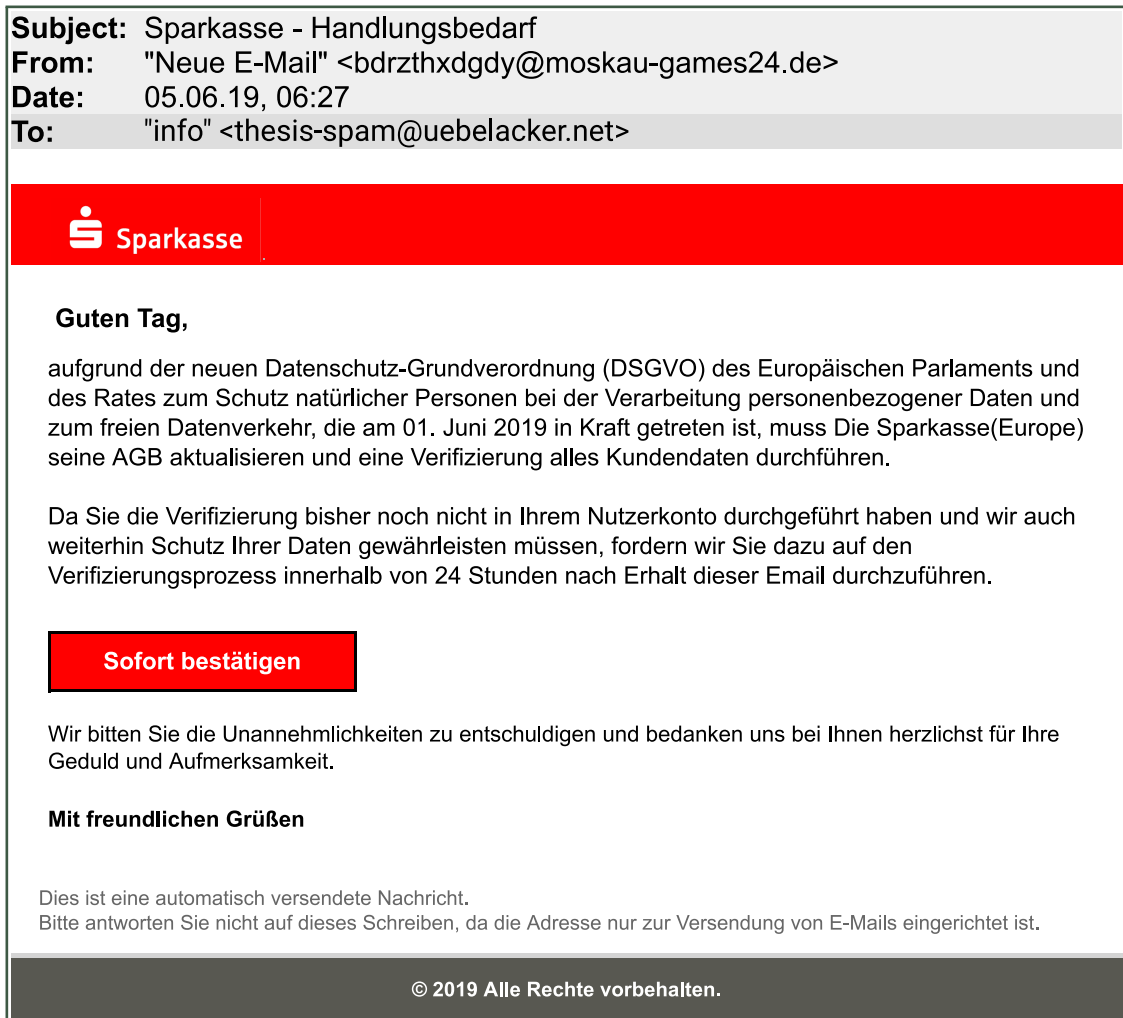 Subject: Sparkasse - Handlungsbedarf
From: "Neue E-Mail" <bdrzthxdgdy@moskau-games24.de>
Date: 05.06.19, 06:27
To: "info" <thesis-spam@uebelacker.net>
Sparkasse
Guten Tag,
aufgrund der neuen Datenschutz-Grundverordnung (DSGVO) des Europäischen Parlaments und
des Rates zum Schutz natürlicher Personen bei der Verarbeitung personenbezogener Daten und
zum freien Datenverkehr, die am 01. Juni 2019 in Kraft getreten ist, muss Die Sparkasse(Europe)
seine AGB aktualisieren und eine Verifizierung alles Kundendaten durchführen.
Da Sie die Verifizierung bisher noch nicht in Ihrem Nutzerkonto durchgeführt haben und wir auch
weiterhin Schutz Ihrer Daten gewährleisten müssen, fordern wir Sie dazu auf den
Verifizierungsprozess innerhalb von 24 Stunden nach Erhalt dieser Email durchzuführen.
Sofort bestätigen
Wir bitten Sie die Unannehmlichkeiten zu entschuldigen und bedanken uns bei Ihnen herzlichst für Ihre
Geduld und Aufmerksamkeit.
Mit freundlichen Grüßen
Dies ist eine automatisch versendete Nachricht.
Bitte antworten Sie nicht auf dieses Schreiben, da die Adresse nur zur Versendung von E-Mails eingerichtet ist.
© 2019 Alle Rechte vorbehalten.